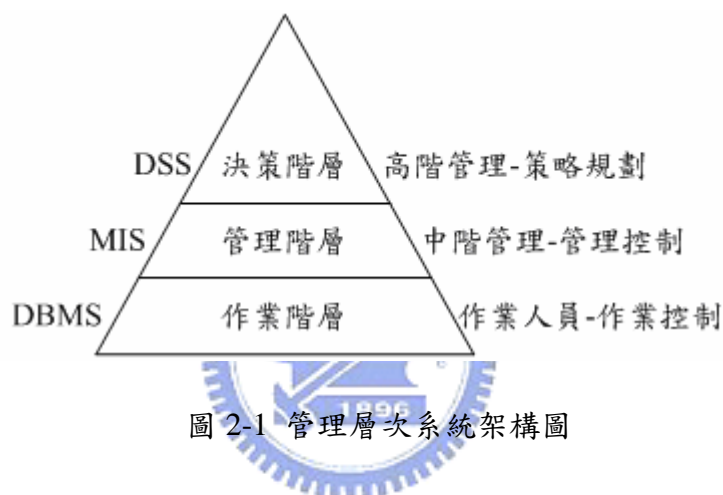 DSS 決策階層 高階管理-策略規劃
MIS 管理階層 中階管理-管理控制
DBMS 作業階層 作業人員-作業控制
1896
圖 2-1 管理層次系統架構圖